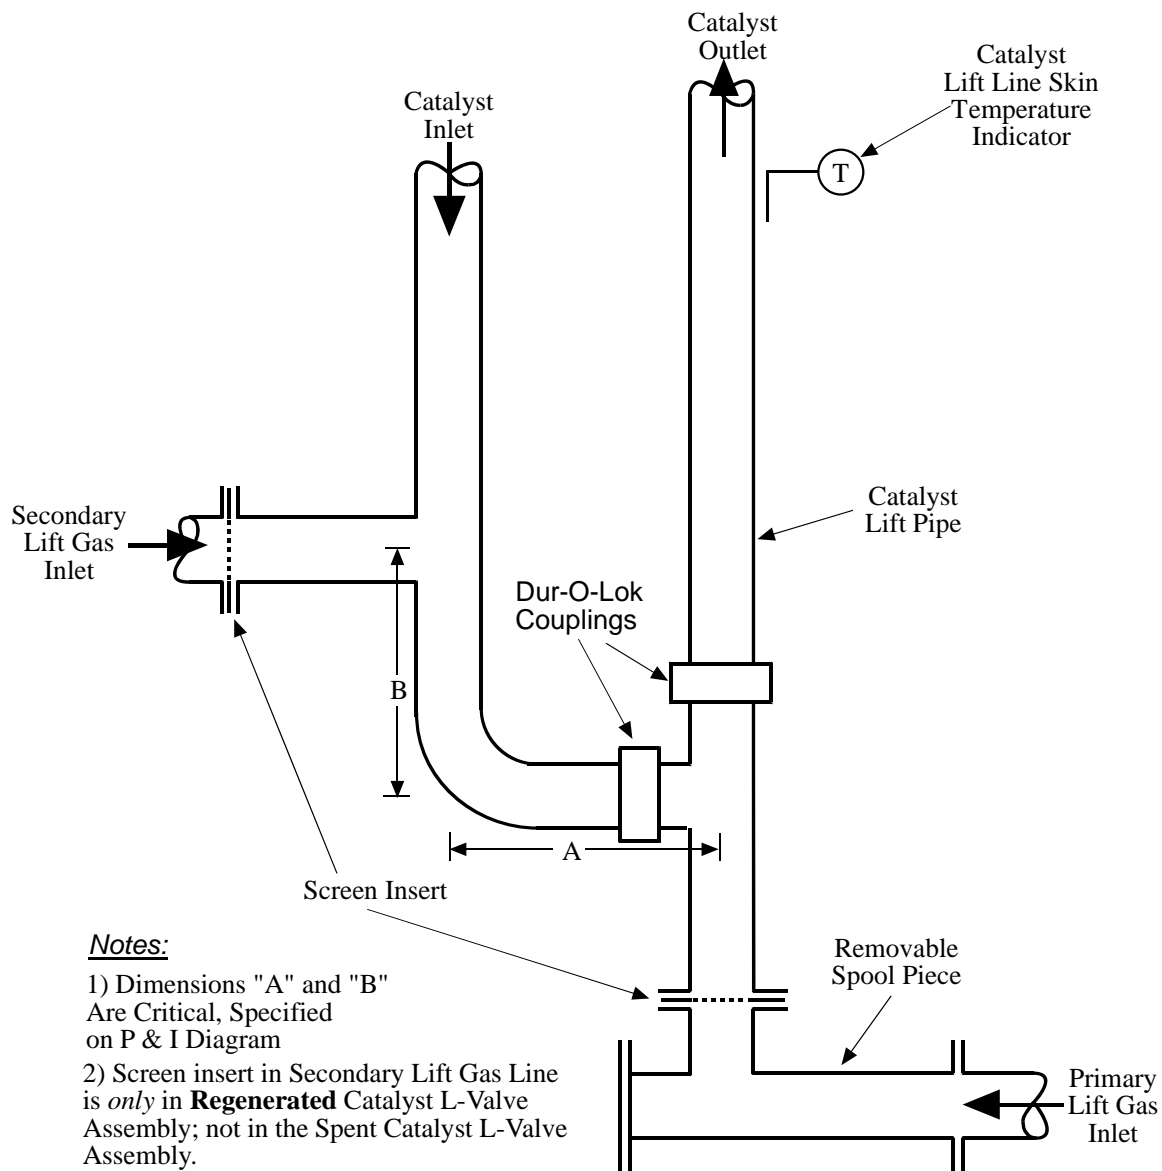 Catalyst
Outlet
Catalyst
Lift Line Skin
Temperature
Indicator
Catalyst
Inlet
T
Secondary
Lift Gas
Inlet
Catalyst
Lift Pipe
Dur-O-Lok
Couplings
B
A
Screen Insert
Removable
Spool Piece
Primary
Lift Gas
Inlet
Notes:
1) Dimensions "A" and "B"
Are Critical, Specified
on P & I Diagram
2) Screen insert in Secondary Lift Gas Line
is only in Regenerated Catalyst L-Valve
Assembly; not in the Spent Catalyst L-Valve
Assembly.